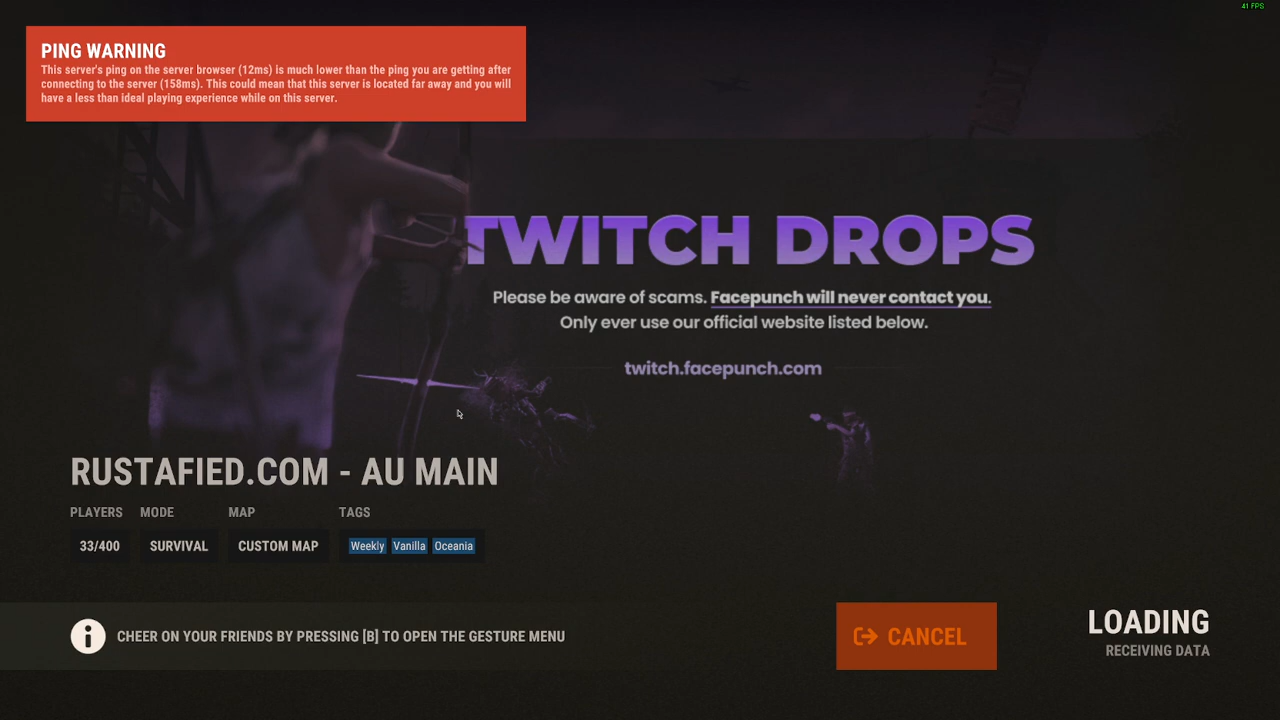 41 FPS
PING WARNING
This server's ping on the server browser (12ms) is much lower than the ping you are getting after
connecting to the server (158ms). This could mean that this server is located far away and you will
have a less than ideal playing experience while on this server.
TWITCH DROPS
Please be aware of scams. Facepunch will never contact you.
Only ever use our official website listed below.
twitch.facepunch.com
RUSTAFIED.COM - AU MAIN
PLAYERS MODE MAP TAGS
33/400 SURVIVAL CUSTOM MAP Weekly Vanilla Oceania
CHEER ON YOUR FRIENDS BY PRESSING [B] TO OPEN THE GESTURE MENU
CANCEL
LOADING
RECEIVING DATA